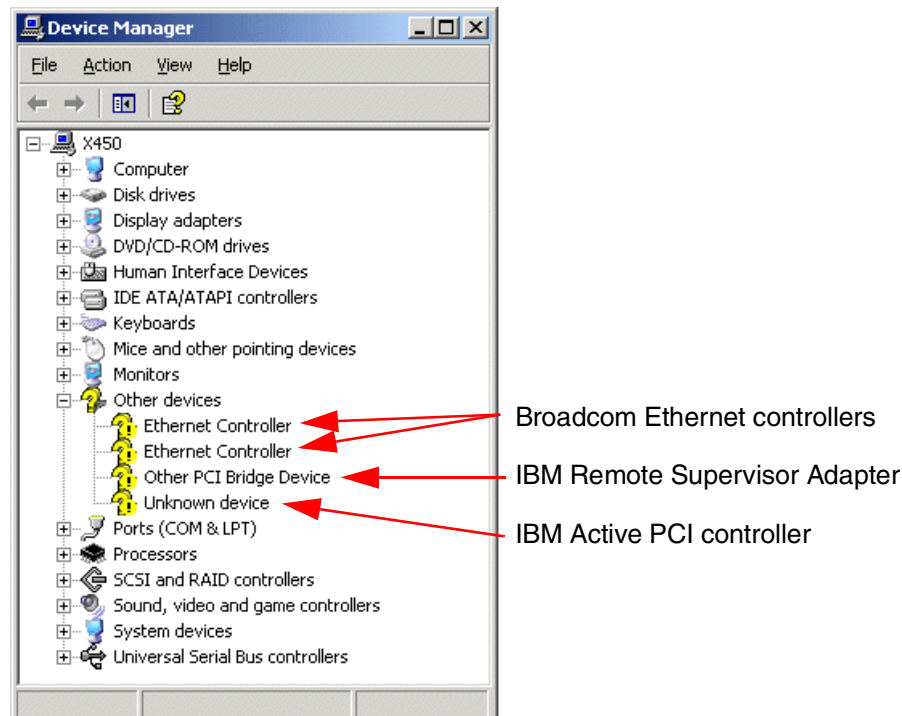 Device Manager
File Action View Help
X450
Computer
Disk drives
Display adapters
DVD/CD-ROM drives
Human Interface Devices
IDE ATA/ATAPI controllers
Keyboards
Mice and other pointing devices
Monitors
Other devices
Ethernet Controller
Ethernet Controller
Other PCI Bridge Device
Unknown device
Ports (COM & LPT)
Processors
SCSI and RAID controllers
Sound, video and game controllers
System devices
Universal Serial Bus controllers
Broadcom Ethernet controllers
IBM Remote Supervisor Adapter
IBM Active PCI controller